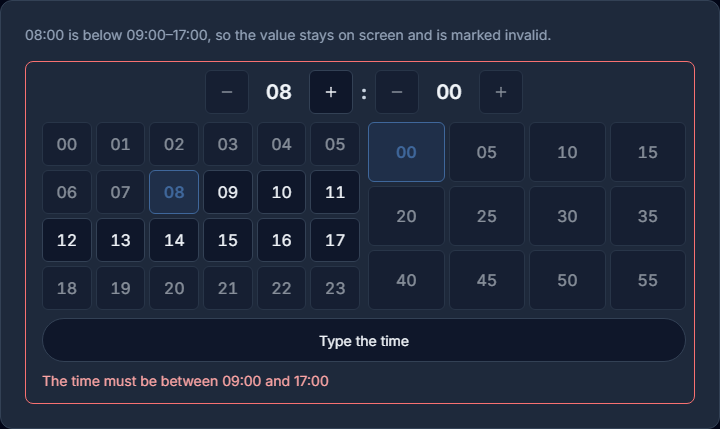 08:00 is below 09:00–17:00, so the value stays on screen and is marked invalid.
− 08 + : − 00 +
00 01 02 03 04 05
06 07 08 09 10 11
12 13 14 15 16 17
18 19 20 21 22 23
00 05 10 15
20 25 30 35
40 45 50 55
Type the time
The time must be between 09:00 and 17:00